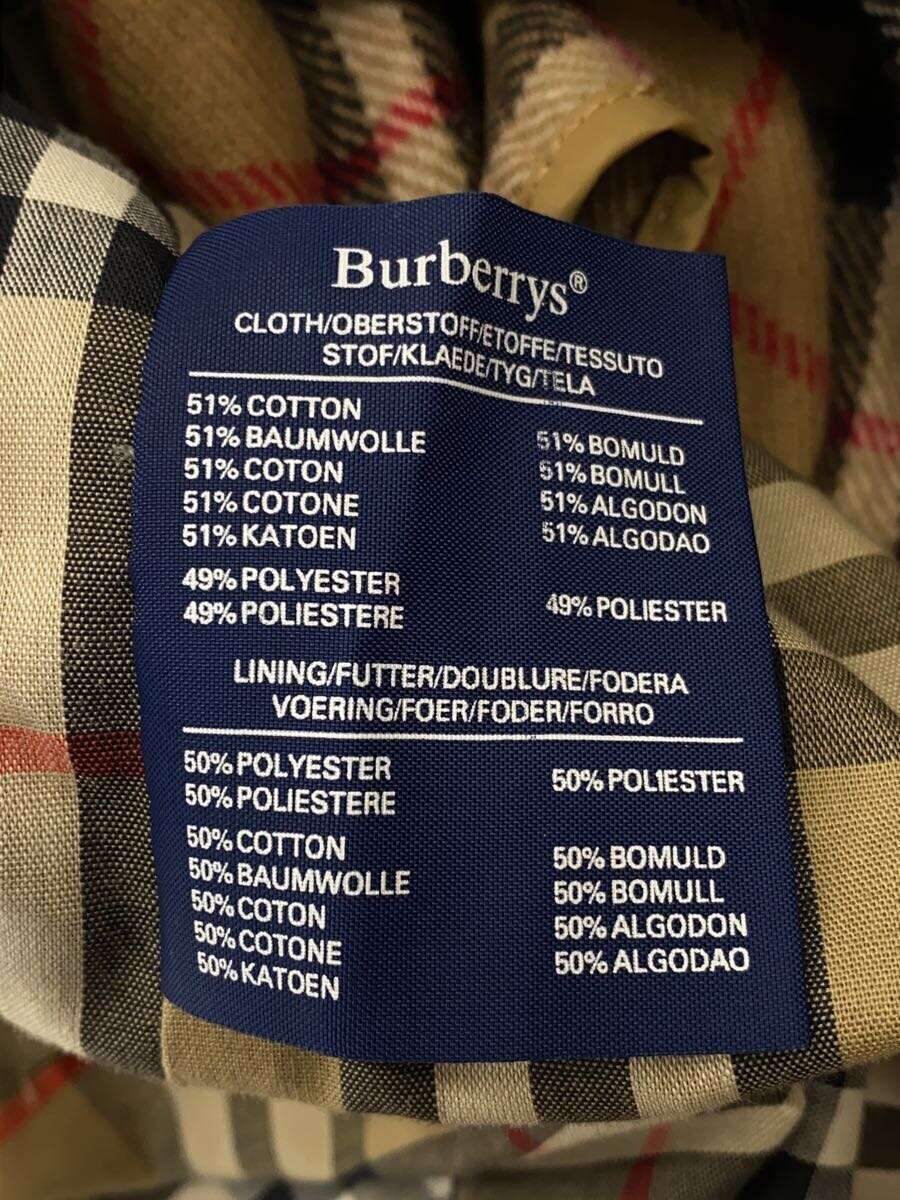 Burberrys®
CLOTH/OBERSTOFF/ETOFFE/TESSUTO
STOF/KLAEDE/TYG/TELA
51% COTTON
51% BAUMWOLLE
51% COTON
51% COTONE
51% KATOEN
51% BOMULD
51% BOMULL
51% ALGODON
51% ALGODAO
49% POLYESTER
49% POLIESTERE
49% POLIESTER
LINING/FUTTER/DOUBLURE/FODERA
VOERING/FOER/FODER/FORRO
50% POLYESTER
50% POLIESTERE
50% POLIESTER
50% COTTON
50% BAUMWOLLE
50% COTON
50% COTONE
50% KATOEN
50% BOMULD
50% BOMULL
50% ALGODON
50% ALGODAO